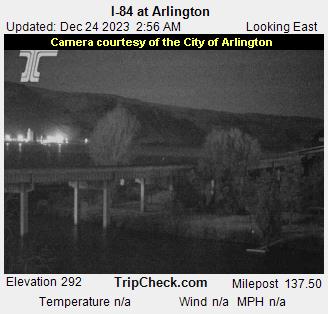 I-84 at Arlington
Updated: Dec 24 2023 2:56 AM Looking East
Camera courtesy of the City of Arlington
Elevation 292 TripCheck.com Milepost 137.50
Temperature n/a Wind n/a MPH n/a